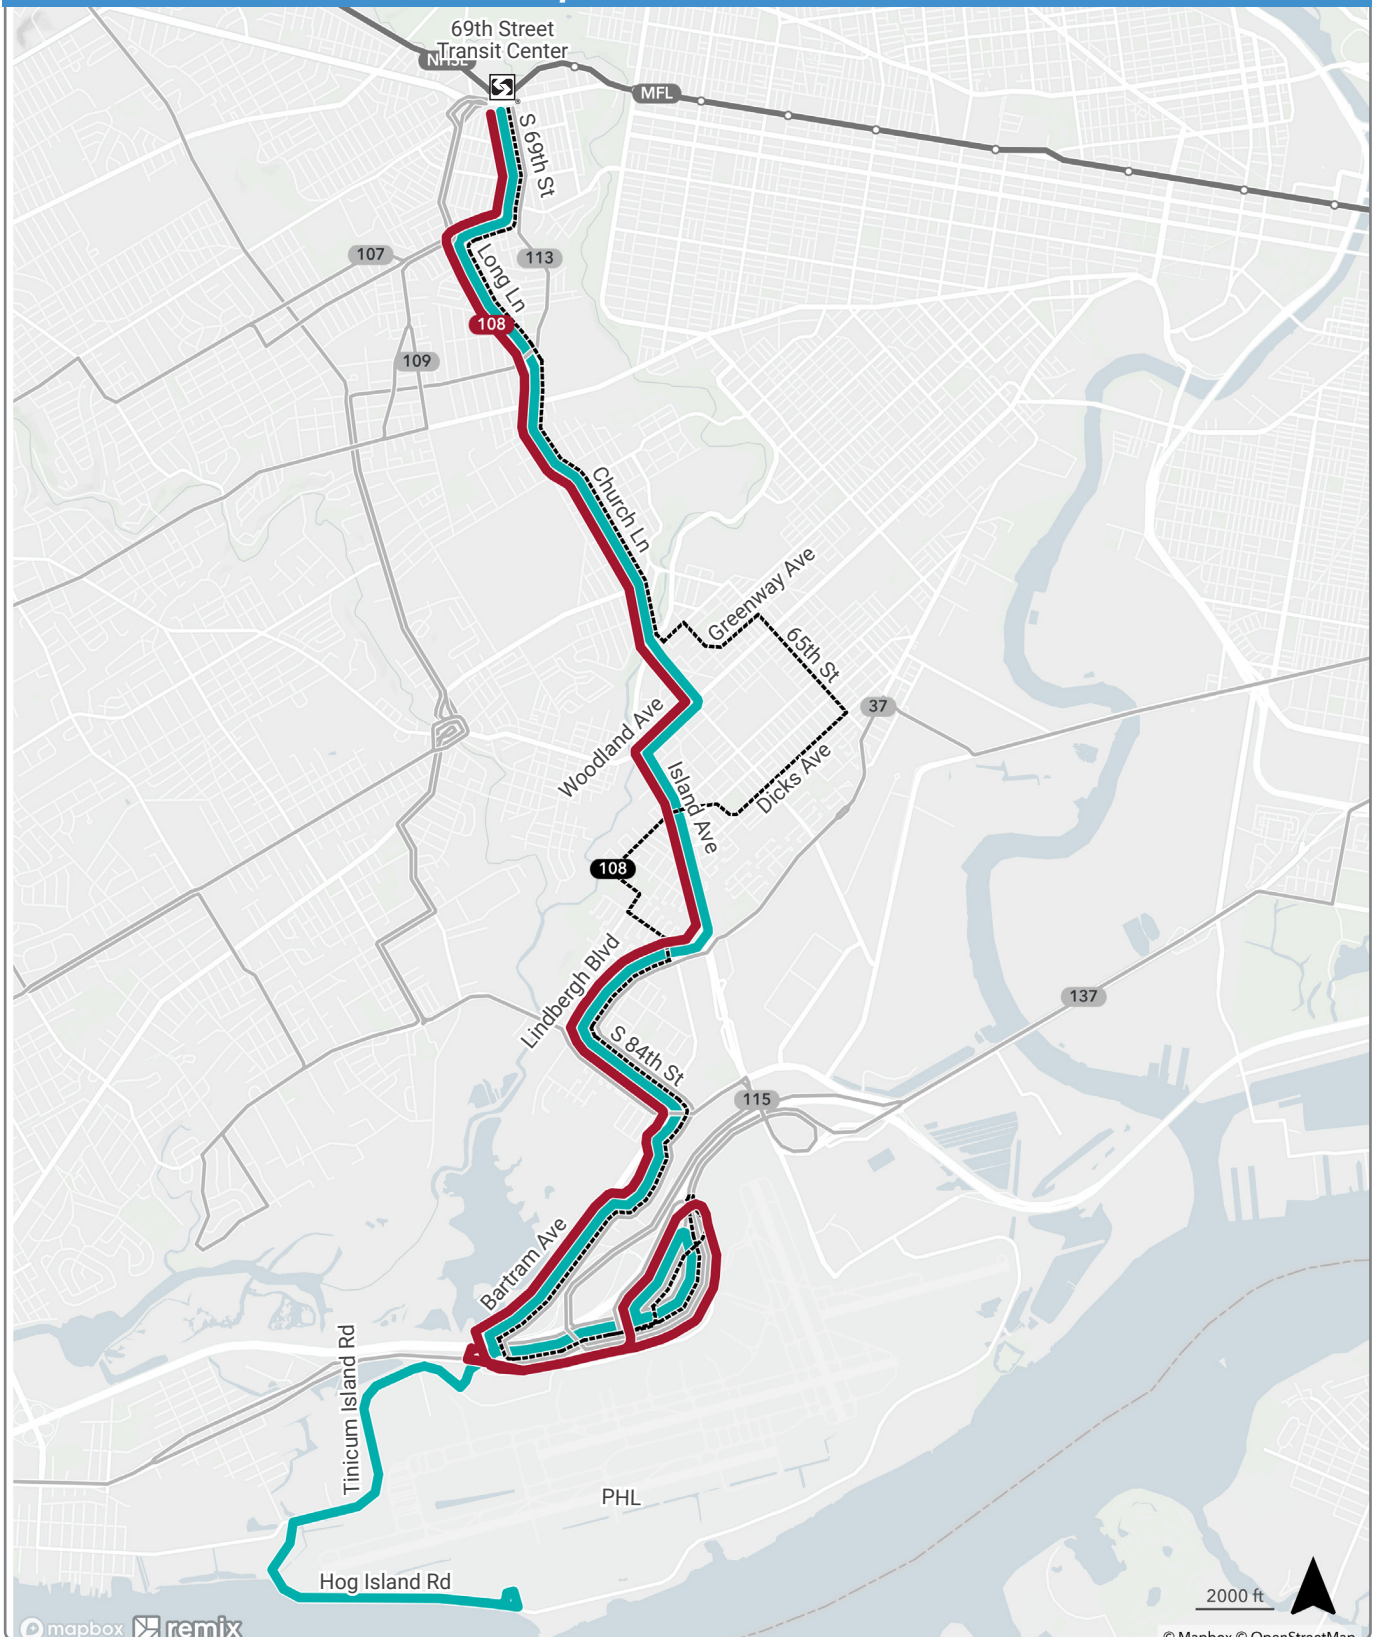 69th Street
Transit Center
NHSL
MFL
S 69th St
107
113
Long Ln
108
109
Church Ln
Greenway Ave
65th St
37
Woodland Ave
Island Ave
Dicks Ave
108
Lindbergh Blvd
137
S 84th St
115
Bartram Ave
Tinicum Island Rd
PHL
Hog Island Rd
2000 ft
mapbox
remix
© Mapbox © OpenStreetMap